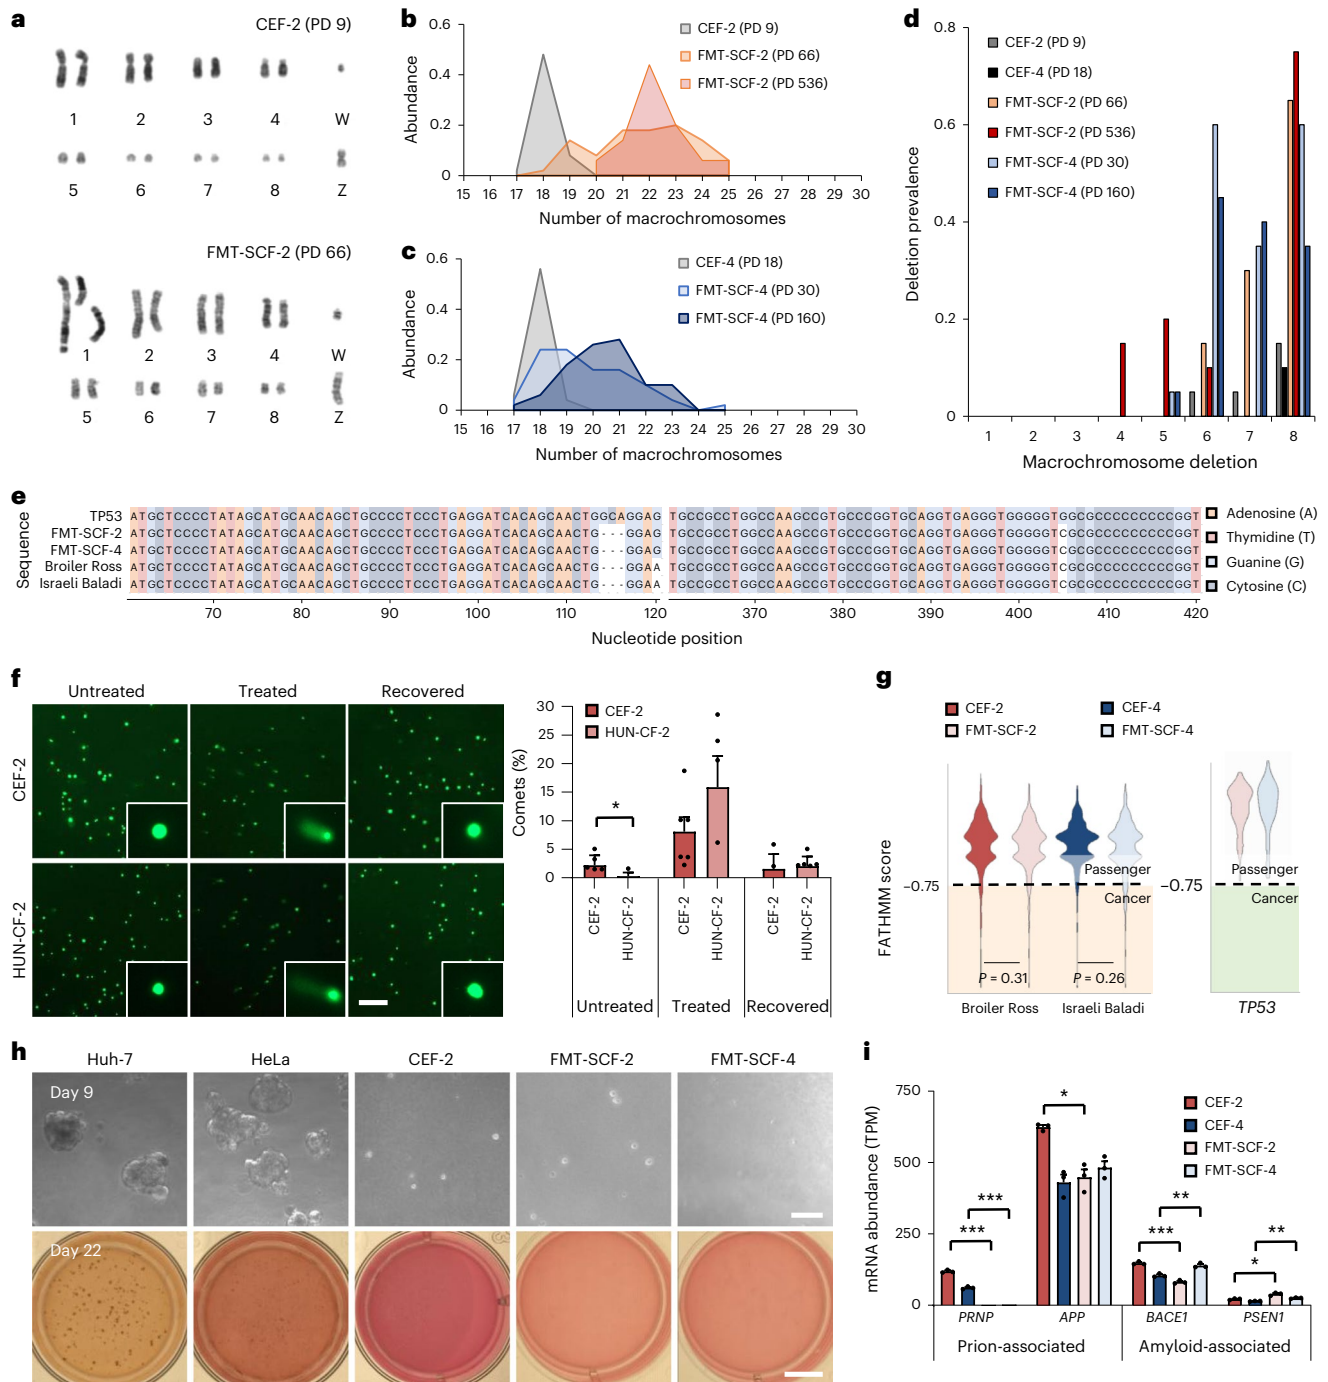 a
CEF-2 (PD 9)
1 2 3 4 W
5 6 7 8 Z
FMT-SCF-2 (PD 66)
1 2 3 4 W
5 6 7 8 Z
b
Abundance
0.6
0.4
0.2
0
CEF-2 (PD 9)
FMT-SCF-2 (PD 66)
FMT-SCF-2 (PD 536)
15 16 17 18 19 20 21 22 23 24 25 26 27 28 29 30
Number of macrochromosomes
c
Abundance
0.6
0.4
0.2
0
CEF-4 (PD 18)
FMT-SCF-4 (PD 30)
FMT-SCF-4 (PD 160)
15 16 17 18 19 20 21 22 23 24 25 26 27 28 29 30
Number of macrochromosomes
d
Deletion prevalence
0.8
0.6
0.4
0.2
0
CEF-2 (PD 9)
CEF-4 (PD 18)
FMT-SCF-2 (PD 66)
FMT-SCF-2 (PD 536)
FMT-SCF-4 (PD 30)
FMT-SCF-4 (PD 160)
1 2 3 4 5 6 7 8
Macrochromosome deletion
e
Sequence
TP53 ATGCTCCCCTATAGCATGCAACAGCTGCCCCTCCCTGAGGATCACAGCAACTGGCAGGAG TGCCGCCTGGCCAAGCCGTGCCCGGTGCAGGTGAGGGTGGGGGTGGCGCCCCCCCCCCGGT
FMT-SCF-2 ATGCTCCCCTATAGCATGCAACAGCTGCCCCTCCCTGAGGATCACAGCAACTG---GGAG TGCCGCCTGGCCAAGCCGTGCCCGGTGCAGGTGAGGGTGGGGGTCGCGCCCCCCCCCCGGT
FMT-SCF-4 ATGCTCCCCTATAGCATGCAACAGCTGCCCCTCCCTGAGGATCACAGCAACTG---GGAG TGCCGCCTGGCCAAGCCGTGCCCGGTGCAGGTGAGGGTGGGGGTCGCGCCCCCCCCCCGGT
Broiler Ross ATGCTCCCCTATAGCATGCAACAGCTGCCCCTCCCTGAGGATCACAGCAACTG---GGAA TGCCGCCTGGCCAAGCCGTGCCCGGTGCAGGTGAGGGTGGGGGTCGCGCCCCCCCCCCGGT
Israeli Baladi ATGCTCCCCTATAGCATGCAACAGCTGCCCCTCCCTGAGGATCACAGCAACTG---GGAA TGCCGCCTGGCCAAGCCGTGCCCGGTGCAGGTGAGGGTGGGGGTCGCGCCCCCCCCCCGGT
70 80 90 100 110 120 370 380 390 400 410 420
Nucleotide position
Adenosine (A)
Thymidine (T)
Guanine (G)
Cytosine (C)
f
Untreated Treated Recovered
CEF-2
HUN-CF-2
Comets (%)
30
25
20
15
10
5
0
CEF-2
HUN-CF-2
*
CEF-2 HUN-CF-2 CEF-2 HUN-CF-2 CEF-2 HUN-CF-2
Untreated Treated Recovered
g
CEF-2 CEF-4
FMT-SCF-2 FMT-SCF-4
FATHMM score
−0.75
Passenger
Cancer
P = 0.31 P = 0.26
Broiler Ross Israeli Baladi
−0.75
Passenger
Cancer
TP53
h
Huh-7 HeLa CEF-2 FMT-SCF-2 FMT-SCF-4
Day 9
Day 22
i
mRNA abundance (TPM)
750
500
250
0
CEF-2
CEF-4
FMT-SCF-2
FMT-SCF-4
*** *** * *** ** * **
PRNP APP BACE1 PSEN1
Prion-associated Amyloid-associated